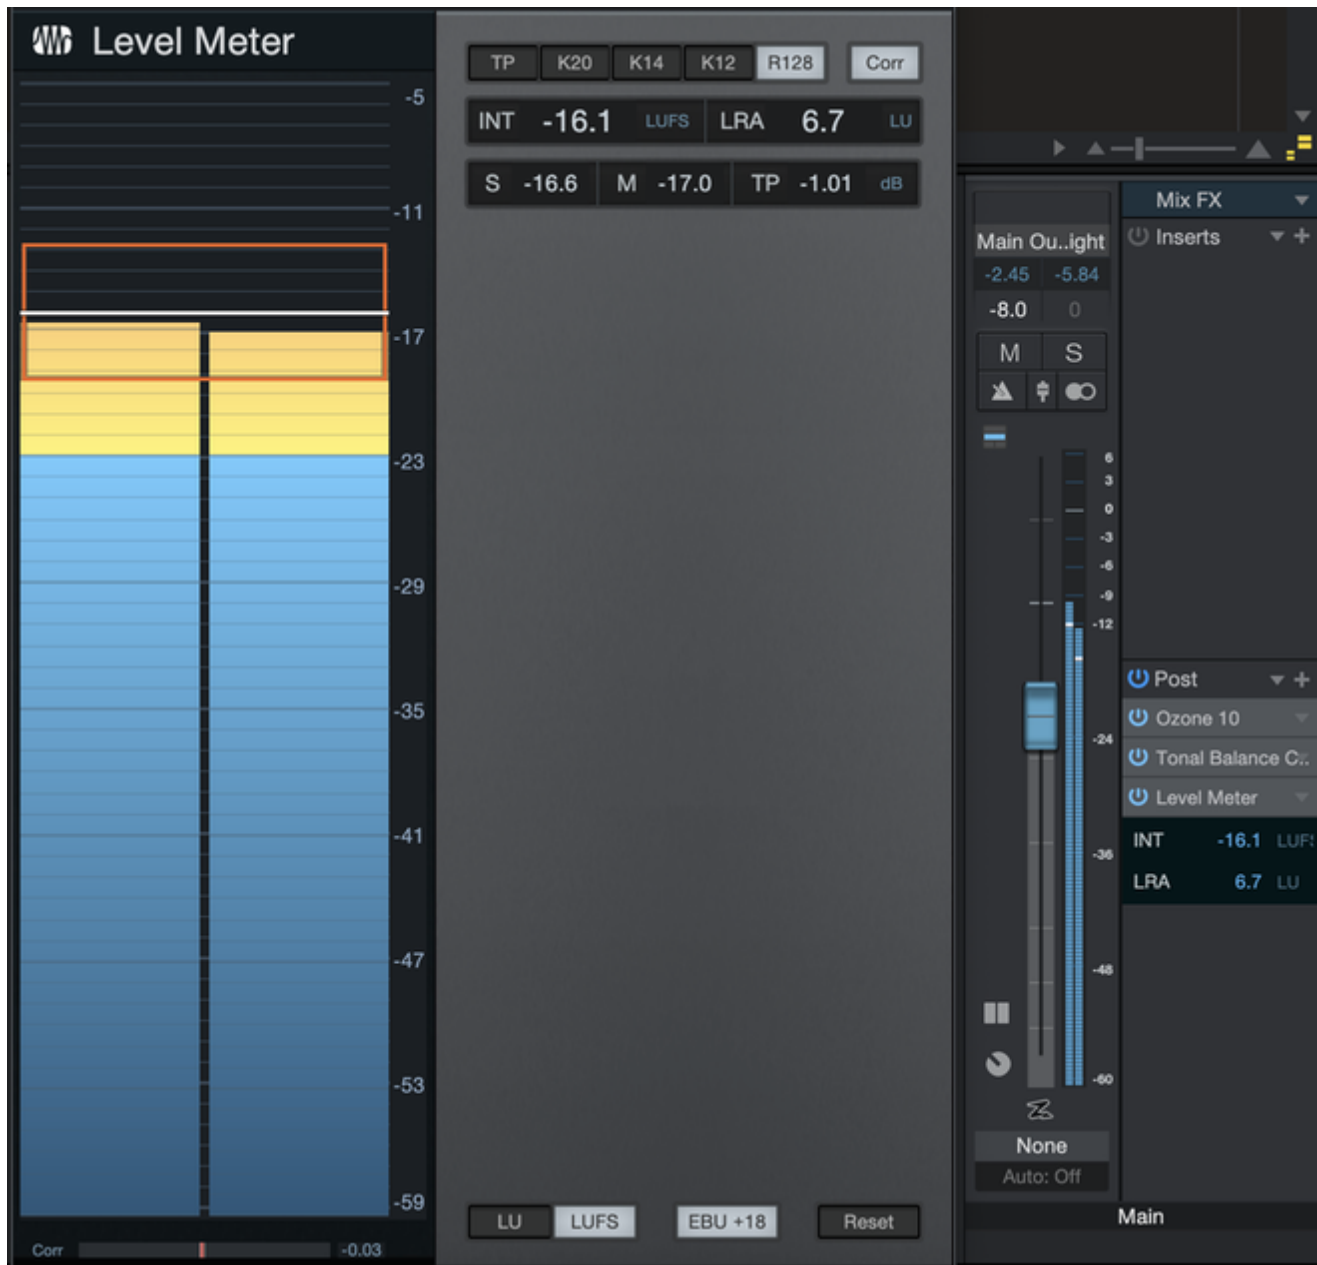 Level Meter
-5
-11
-17
-23
-29
-35
-41
-47
-53
-59
Corr -0.03
TP K20 K14 K12 R128 Corr
INT -16.1 LUFS LRA 6.7 LU
S -16.6 M -17.0 TP -1.01 dB
LU LUFS EBU +18 Reset
Main Ou..ight
-2.45 -5.84
-8.0 0
M S
6
3
0
-3
-6
-9
-12
-24
-36
-48
-60
None
Auto: Off
Mix FX
Inserts
Post
Ozone 10
Tonal Balance C..
Level Meter
INT -16.1 LUFS
LRA 6.7 LU
Main